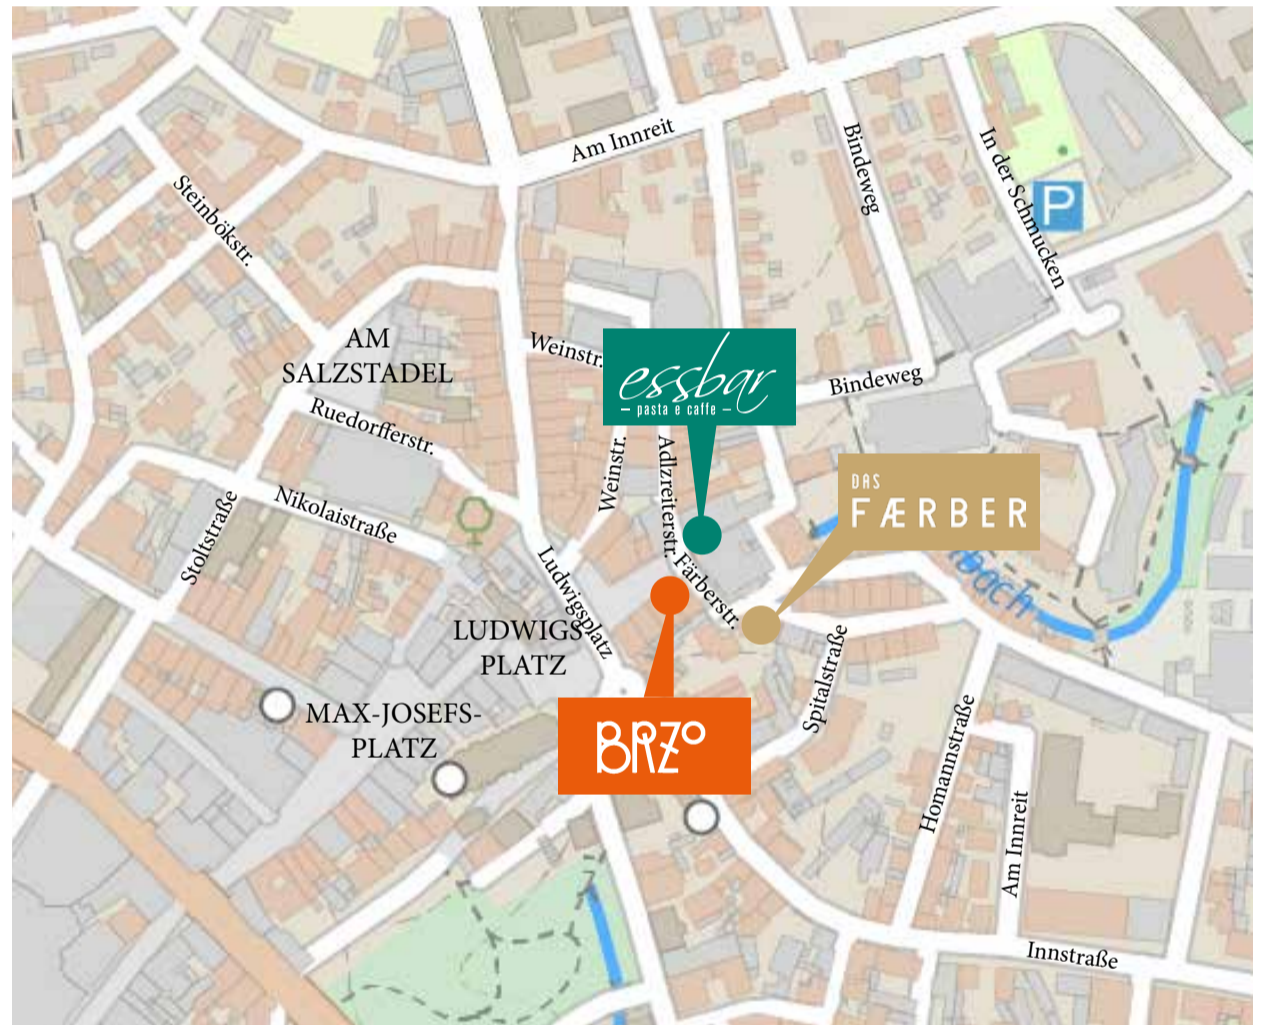 Am Innreit
Bindeweg
In der Schmucken
P
Steinbökstr.
AM
SALZSTADEL
Weinstr.
essbar
– pasta e caffe –
Bindeweg
Ruedorfferstr.
Weinstr.
Adlzreiterstr.
DAS
FÆRBER
Nikolaistraße
Stoltstraße
Ludwigsplatz
Färberstr.
bach
LUDWIGS
PLATZ
Spitalstraße
MAX-JOSEFS-
PLATZ
BRZO
Homannstraße
Am Innreit
Innstraße